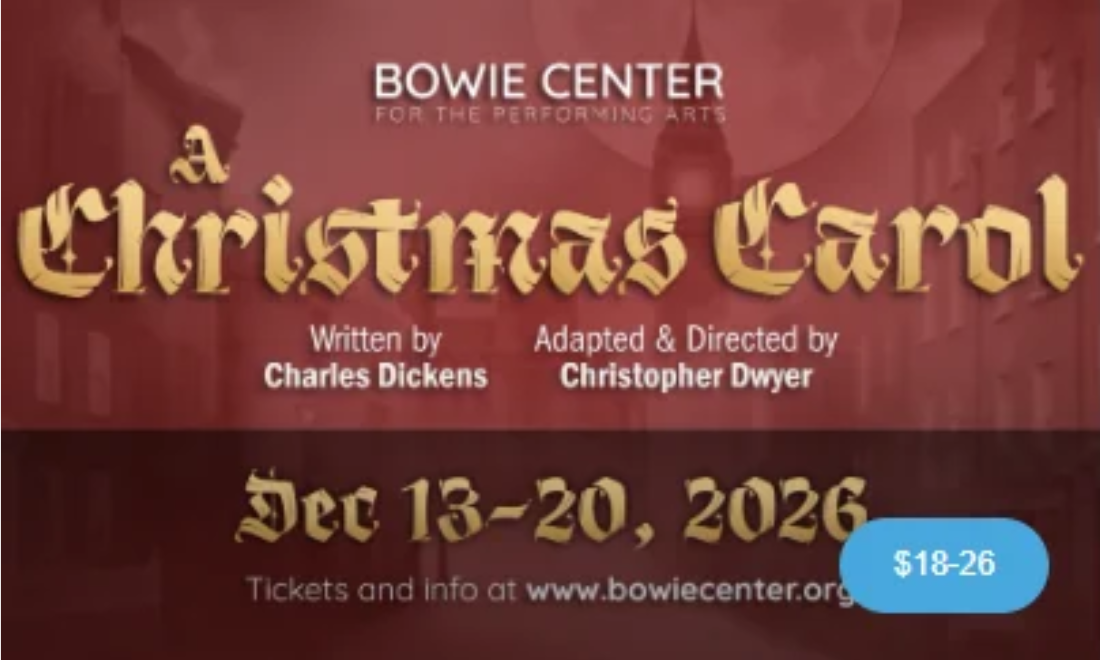 BOWIE CENTER
FOR THE PERFORMING ARTS
A
Christmas Carol
Written by
Charles Dickens
Adapted & Directed by
Christopher Dwyer
Dec 13-20, 2026
Tickets and info at www.bowiecenter.org
$18-26